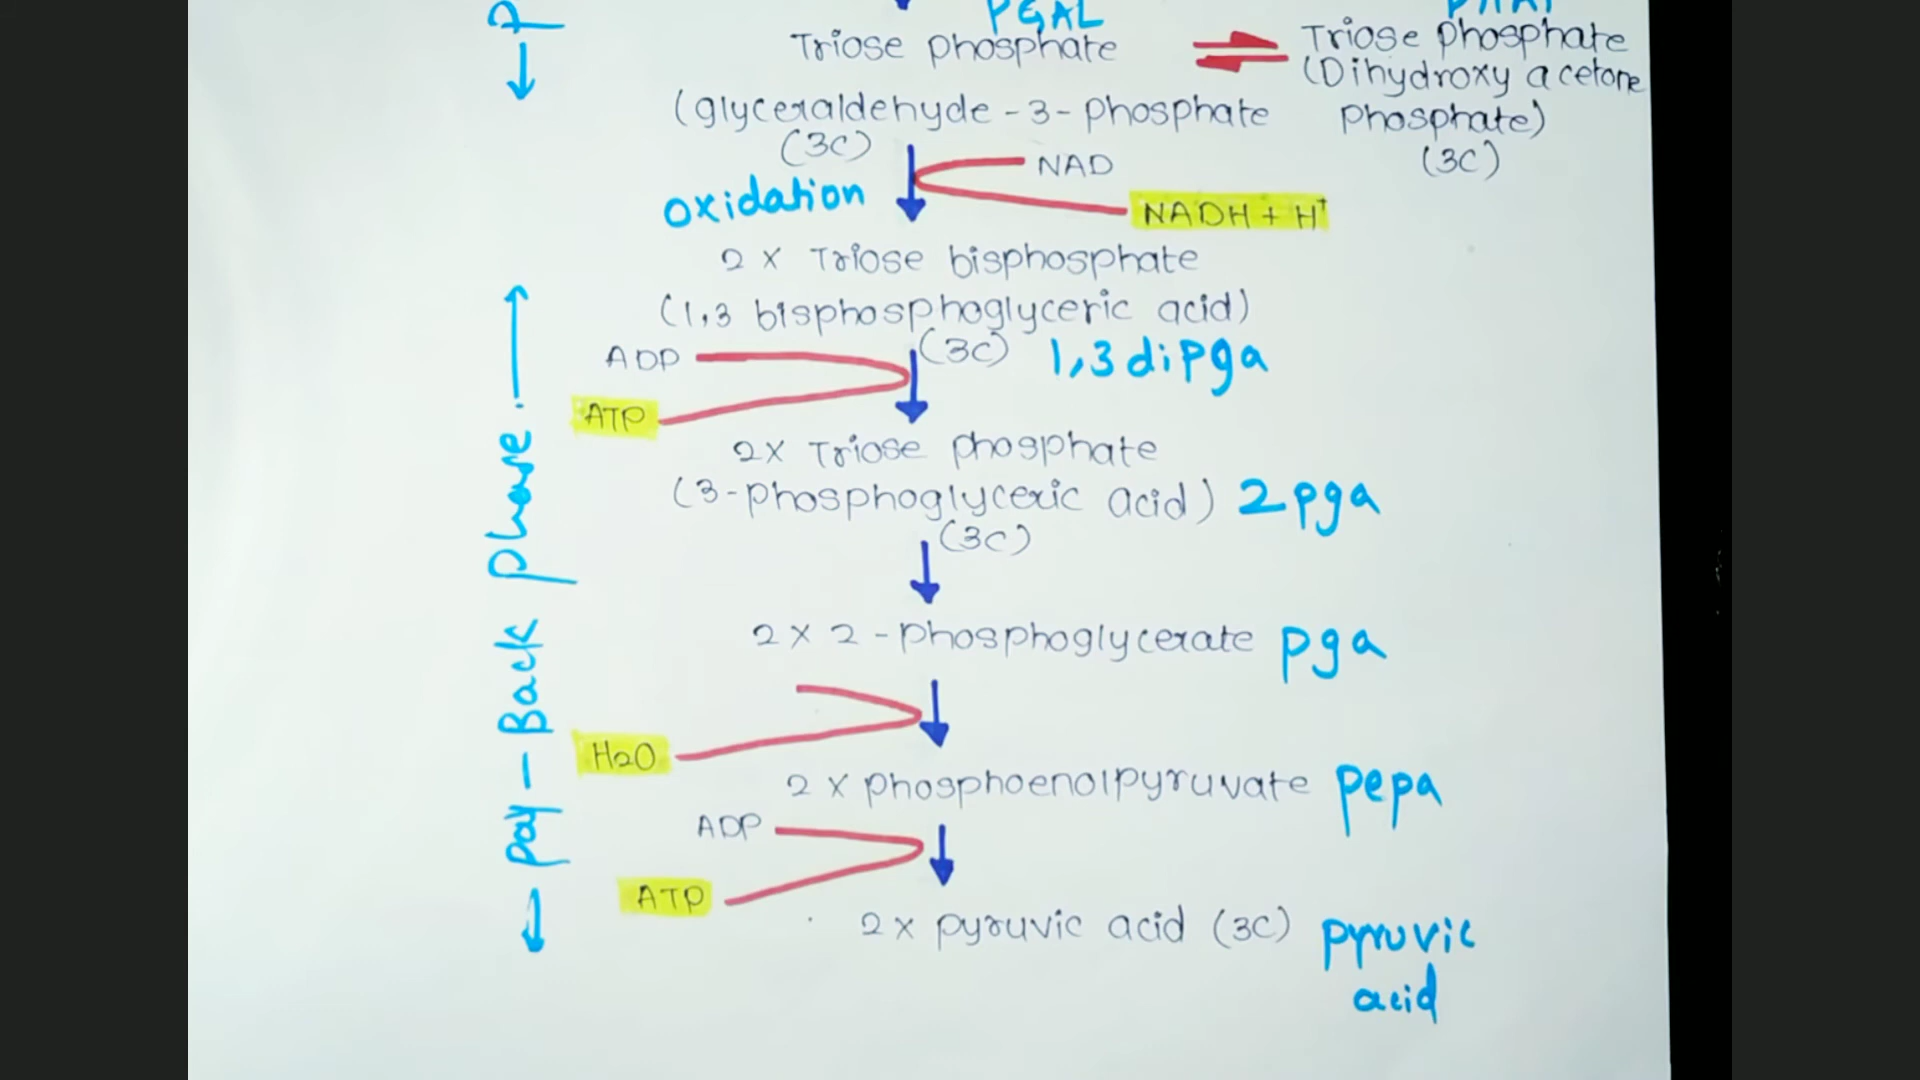 PGAL
Triose phosphate
Triose phosphate
(Dihydroxy acetone
phosphate)
(3C)
(glyceraldehyde-3-phosphate
(3C)
NAD
oxidation
NADH + H⁺
2 x Triose bisphosphate
(1,3 bisphosphoglyceric acid)
(3C)
1,3 dipga
ADP
ATP
2x Triose phosphate
(3-phosphoglyceric acid)
2pga
(3C)
2 x 2-phosphoglycerate
pga
H2O
2 x phosphoenolpyruvate
pepa
ADP
ATP
2x pyruvic acid (3C)
pyruvic
acid
pay-Back phase